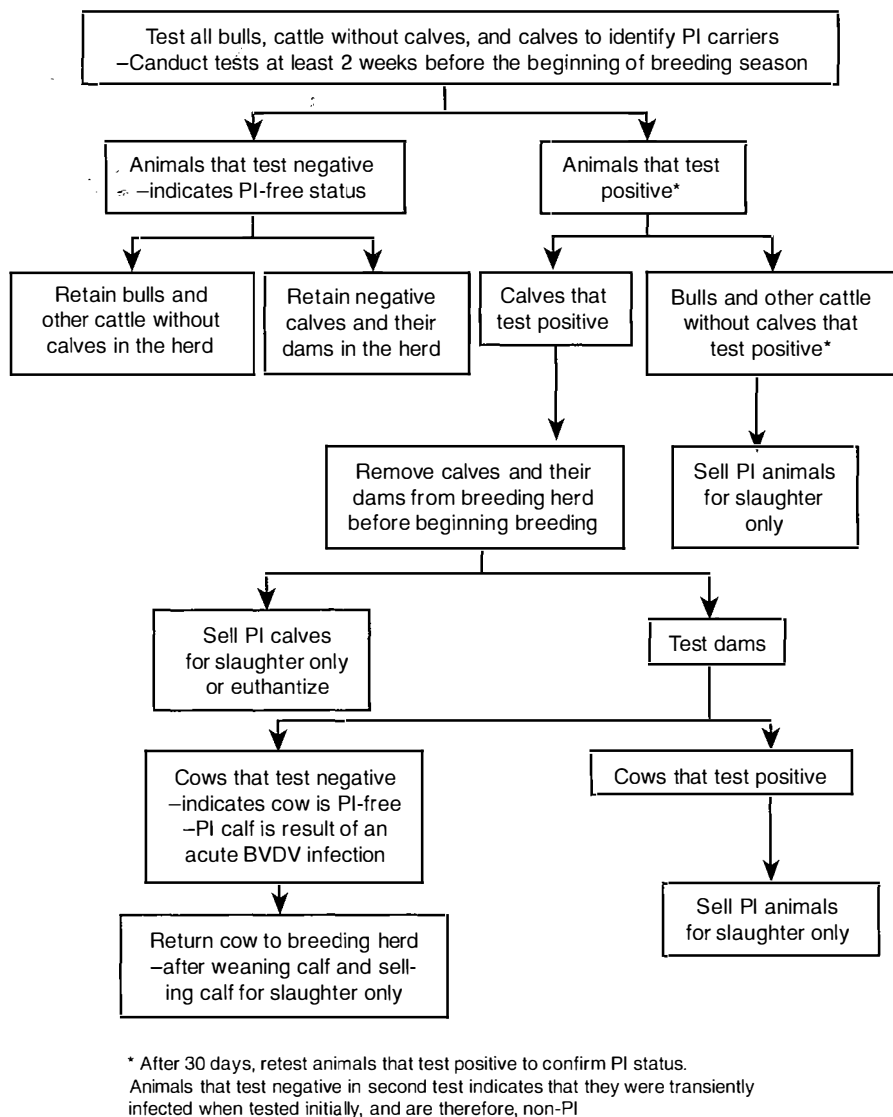 Test all bulls, cattle without calves, and calves to identify PI carriers
–Canduct tests at least 2 weeks before the beginning of breeding season
Animals that test negative
–indicates PI-free status
Animals that test
positive*
Retain bulls and
other cattle without
calves in the herd
Retain negative
calves and their
dams in the herd
Calves that
test positive
Bulls and other cattle
without calves that
test positive*
Remove calves and their
dams from breeding herd
before beginning breeding
Sell PI animals
for slaughter
only
Sell PI calves
for slaughter only
or euthantize
Test dams
Cows that test negative
–indicates cow is PI-free
–PI calf is result of an
acute BVDV infection
Cows that test positive
Return cow to breeding herd
–after weaning calf and sell-
ing calf for slaughter only
Sell PI animals
for slaughter only
* After 30 days, retest animals that test positive to confirm PI status.
Animals that test negative in second test indicates that they were transiently
infected when tested initially, and are therefore, non-PI